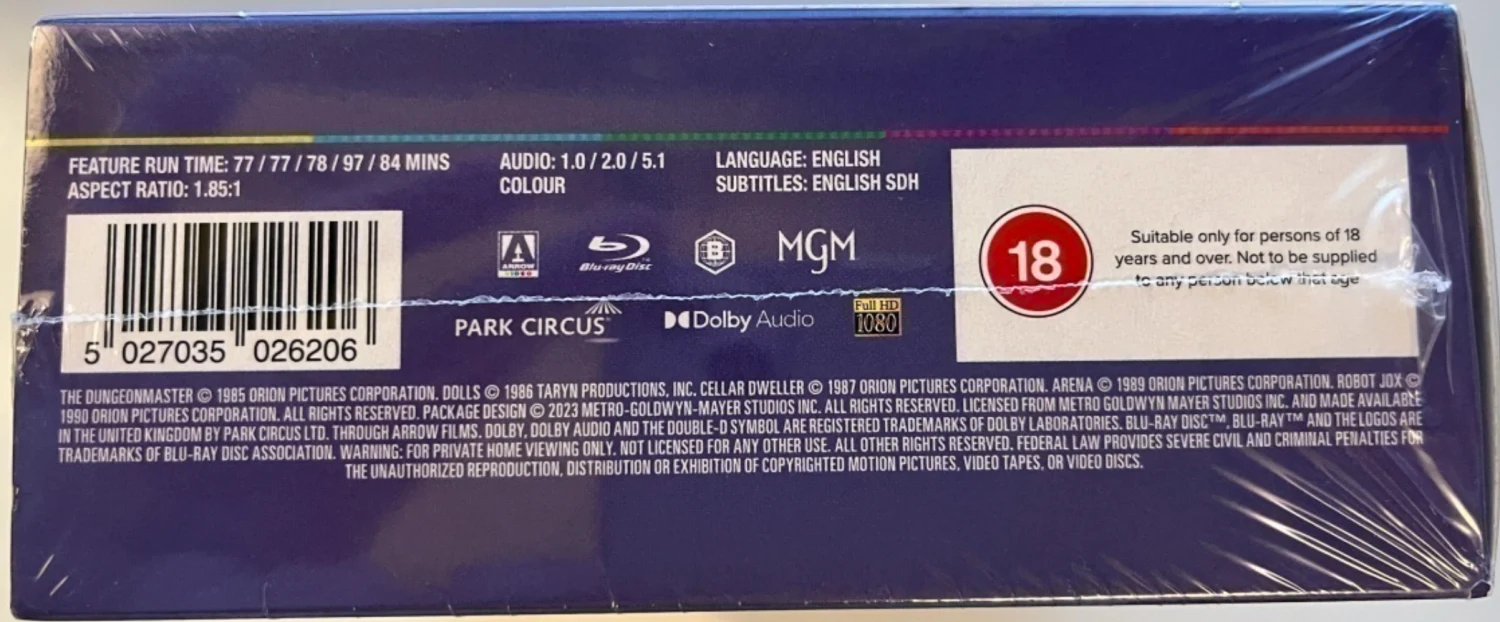 FEATURE RUN TIME: 77 / 77 / 78 / 97 / 84 MINS
ASPECT RATIO: 1.85:1
AUDIO: 1.0 / 2.0 / 5.1
COLOUR
LANGUAGE: ENGLISH
SUBTITLES: ENGLISH SDH
5 027035 026206
A
ARROW
VIDEO
Blu-ray Disc™
B
MGM
PARK CIRCUS
Dolby Audio
Full HD
1080
18
Suitable only for persons of 18
years and over. Not to be supplied
to any person below that age
THE DUNGEONMASTER © 1985 ORION PICTURES CORPORATION. DOLLS © 1986 TARYN PRODUCTIONS, INC. CELLAR DWELLER © 1987 ORION PICTURES CORPORATION. ARENA © 1989 ORION PICTURES CORPORATION. ROBOT JOX ©
1990 ORION PICTURES CORPORATION. ALL RIGHTS RESERVED. PACKAGE DESIGN © 2023 METRO-GOLDWYN-MAYER STUDIOS INC. ALL RIGHTS RESERVED. LICENSED FROM METRO GOLDWYN MAYER STUDIOS INC. AND MADE AVAILABLE
IN THE UNITED KINGDOM BY PARK CIRCUS LTD. THROUGH ARROW FILMS. DOLBY, DOLBY AUDIO AND THE DOUBLE-D SYMBOL ARE REGISTERED TRADEMARKS OF DOLBY LABORATORIES. BLU-RAY DISC™, BLU-RAY™ AND THE LOGOS ARE
TRADEMARKS OF BLU-RAY DISC ASSOCIATION. WARNING: FOR PRIVATE HOME VIEWING ONLY. NOT LICENSED FOR ANY OTHER USE. ALL OTHER RIGHTS RESERVED. FEDERAL LAW PROVIDES SEVERE CIVIL AND CRIMINAL PENALTIES FOR
THE UNAUTHORIZED REPRODUCTION, DISTRIBUTION OR EXHIBITION OF COPYRIGHTED MOTION PICTURES, VIDEO TAPES, OR VIDEO DISCS.